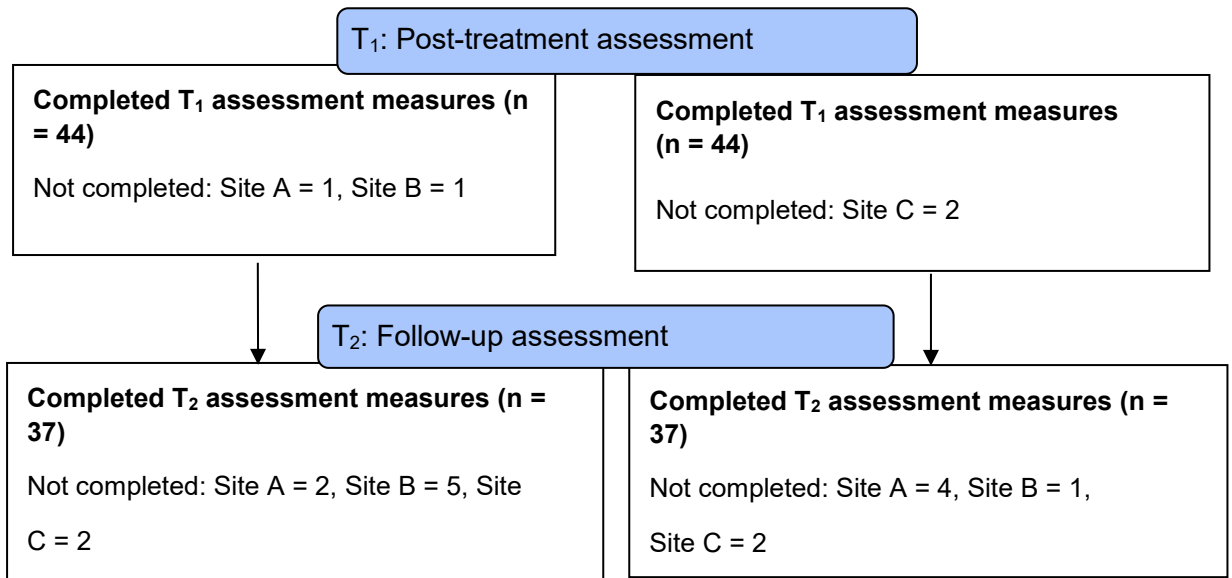 T₁: Post-treatment assessment
Completed T₁ assessment measures (n
= 44)
Not completed: Site A = 1, Site B = 1
Completed T₁ assessment measures
(n = 44)
Not completed: Site C = 2
T₂: Follow-up assessment
Completed T₂ assessment measures (n =
37)
Not completed: Site A = 2, Site B = 5, Site
C = 2
Completed T₂ assessment measures (n =
37)
Not completed: Site A = 4, Site B = 1,
Site C = 2